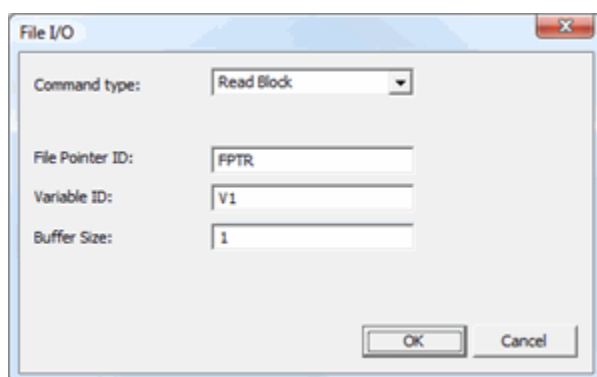 File I/O
Command type: Read Block
File Pointer ID: FPTR
Variable ID: V1
Buffer Size: 1
OK Cancel